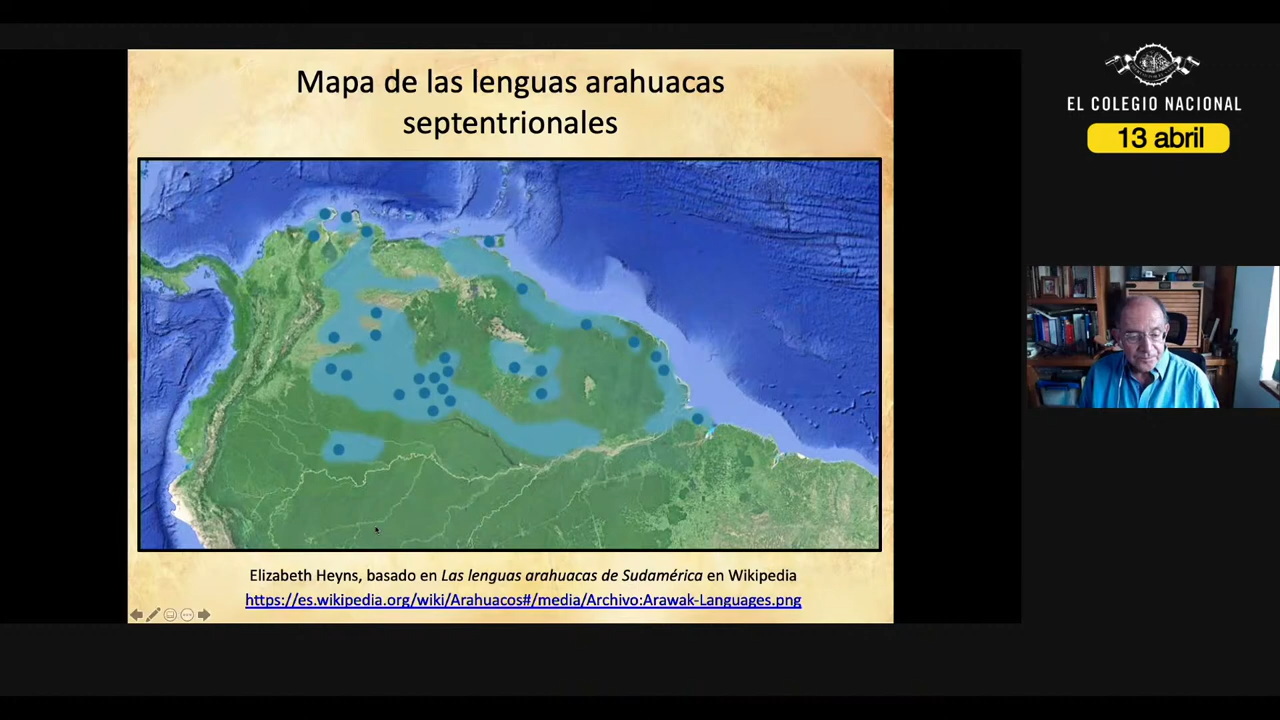 Mapa de las lenguas arahuacas
septentrionales
Elizabeth Heyns, basado en Las lenguas arahuacas de Sudamérica en Wikipedia
https://es.wikipedia.org/wiki/Arahuacos#/media/Archivo:Arawak-Languages.png
EL COLEGIO NACIONAL
13 abril